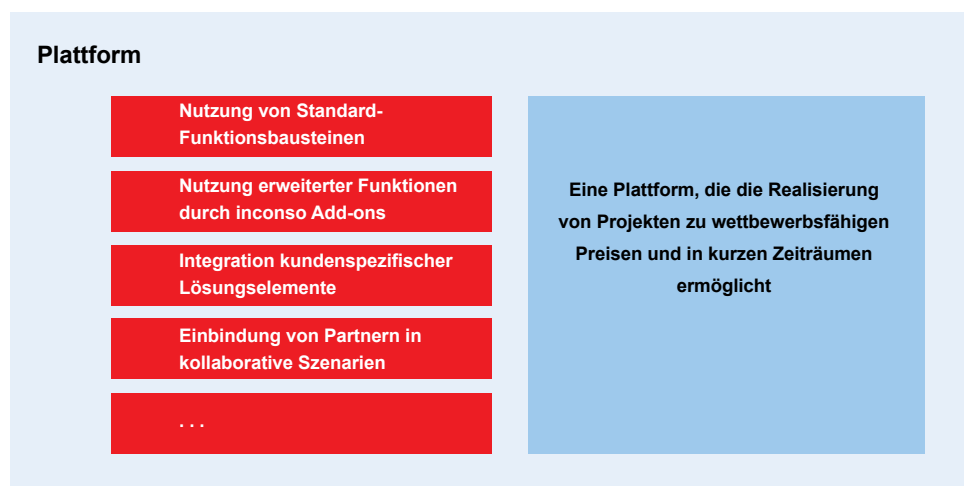 Plattform
Nutzung von Standard-
Funktionsbausteinen
Nutzung erweiterter Funktionen
durch inconso Add-ons
Integration kundenspezifischer
Lösungselemente
Einbindung von Partnern in
kollaborative Szenarien
. . .
Eine Plattform, die die Realisierung
von Projekten zu wettbewerbsfähigen
Preisen und in kurzen Zeiträumen
ermöglicht